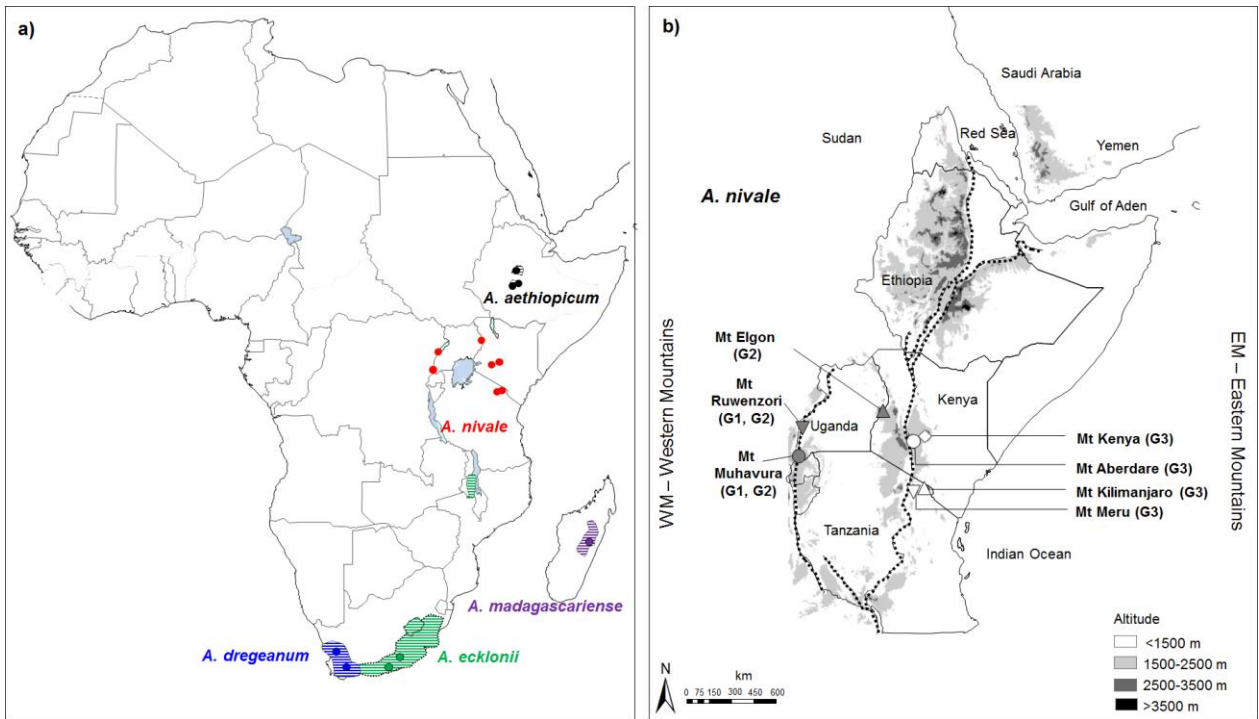 a)
A. aethiopicum
A. nivale
A. madagascariense
A. dregeanum
A. ecklonii
b)
Saudi Arabia
Sudan
Red Sea
Yemen
A. nivale
Gulf of Aden
Ethiopia
Mt Elgon
(G2)
Mt
Ruwenzori
(G1, G2)
Uganda
Kenya
Mt
Muhavura
(G1, G2)
Mt Kenya (G3)
Mt Aberdare (G3)
Mt Kilimanjaro (G3)
Mt Meru (G3)
Tanzania
Indian Ocean
WM – Western Mountains
EM – Eastern Mountains
N
km
0 75 150 300 450 600
Altitude
<1500 m
1500-2500 m
2500-3500 m
>3500 m